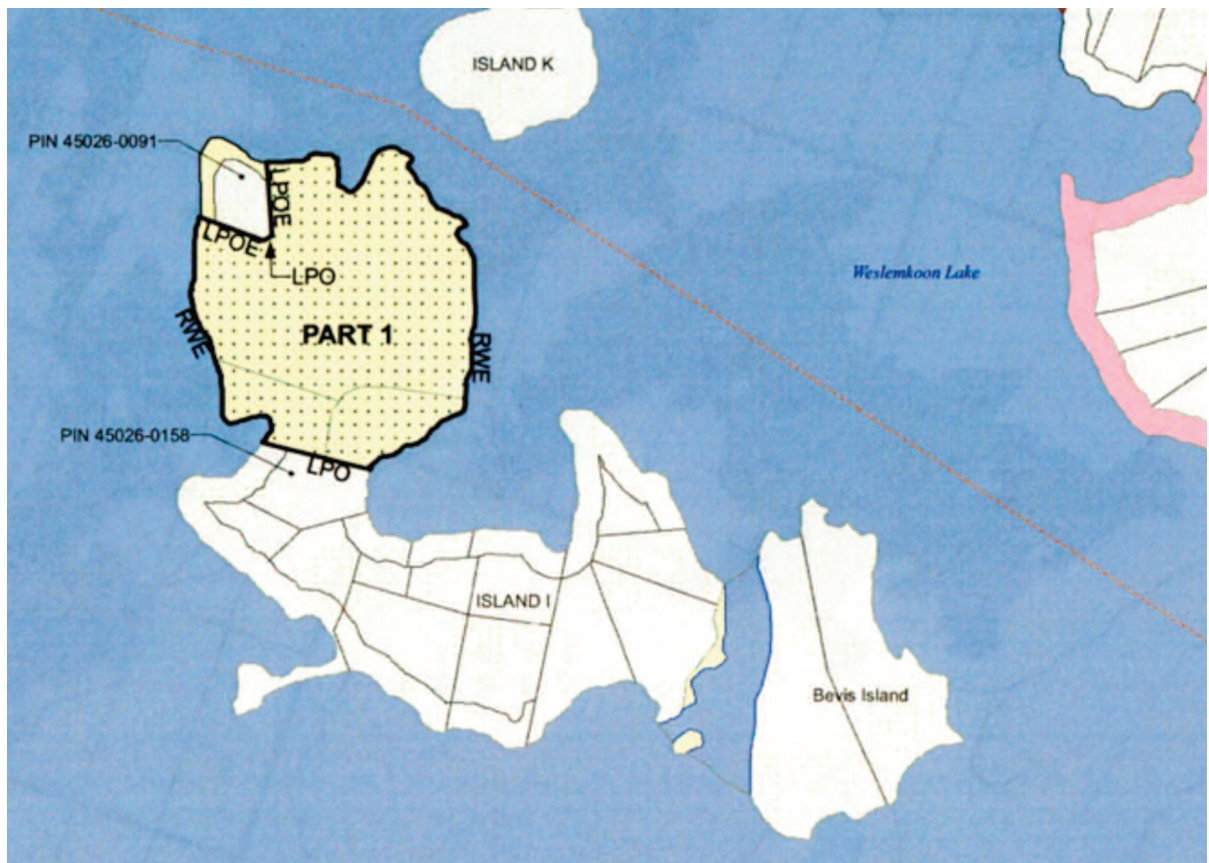 ISLAND K
PIN 45026-0091
LPOE
LPOE
LPO
Weslemkoon Lake
RWE
PART 1
RWE
PIN 45026-0158
LPO
ISLAND I
Bevis Island